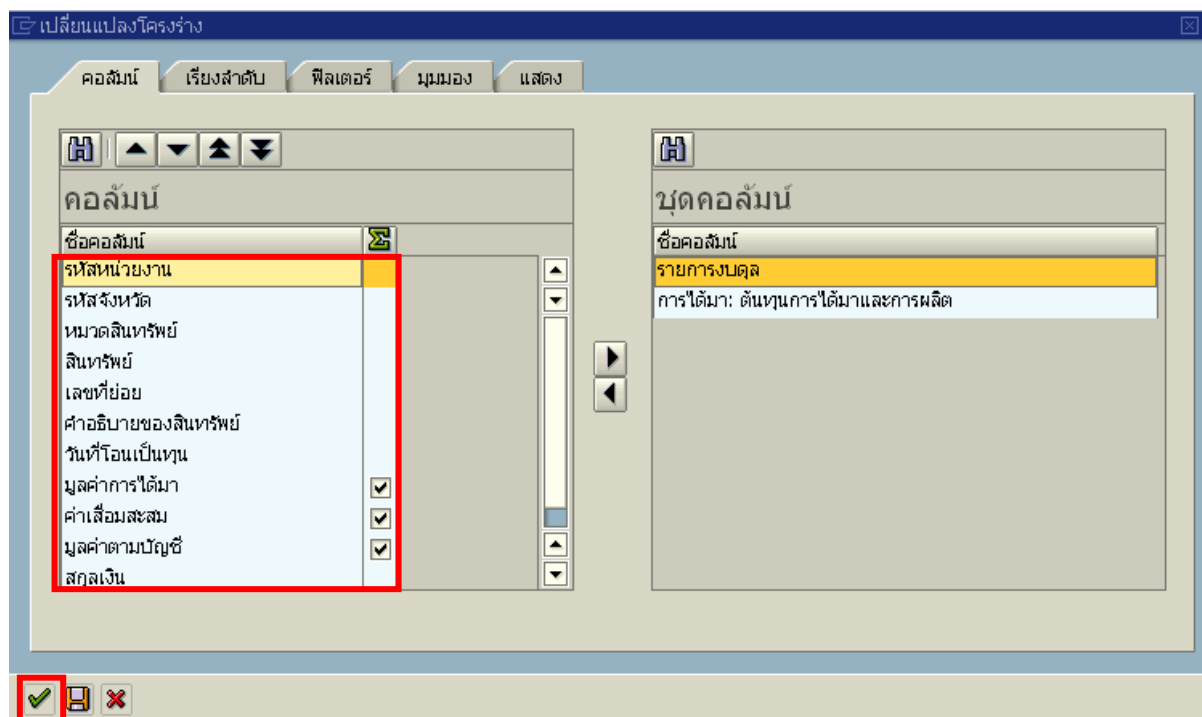 เปลี่ยนแปลงโครงร่าง
คอลัมน์ เรียงลำดับ ฟิลเตอร์ มุมมอง แสดง
คอลัมน์
ชื่อคอลัมน์
รหัสหน่วยงาน
รหัสจังหวัด
หมวดสินทรัพย์
สินทรัพย์
เลขที่ย่อย
คำอธิบายของสินทรัพย์
วันที่โอนเป็นทุน
มูลค่าการได้มา
ค่าเสื่อมสะสม
มูลค่าตามบัญชี
สกุลเงิน
ชุดคอลัมน์
ชื่อคอลัมน์
รายการงบดุล
การได้มา: ต้นทุนการได้มาและการผลิต